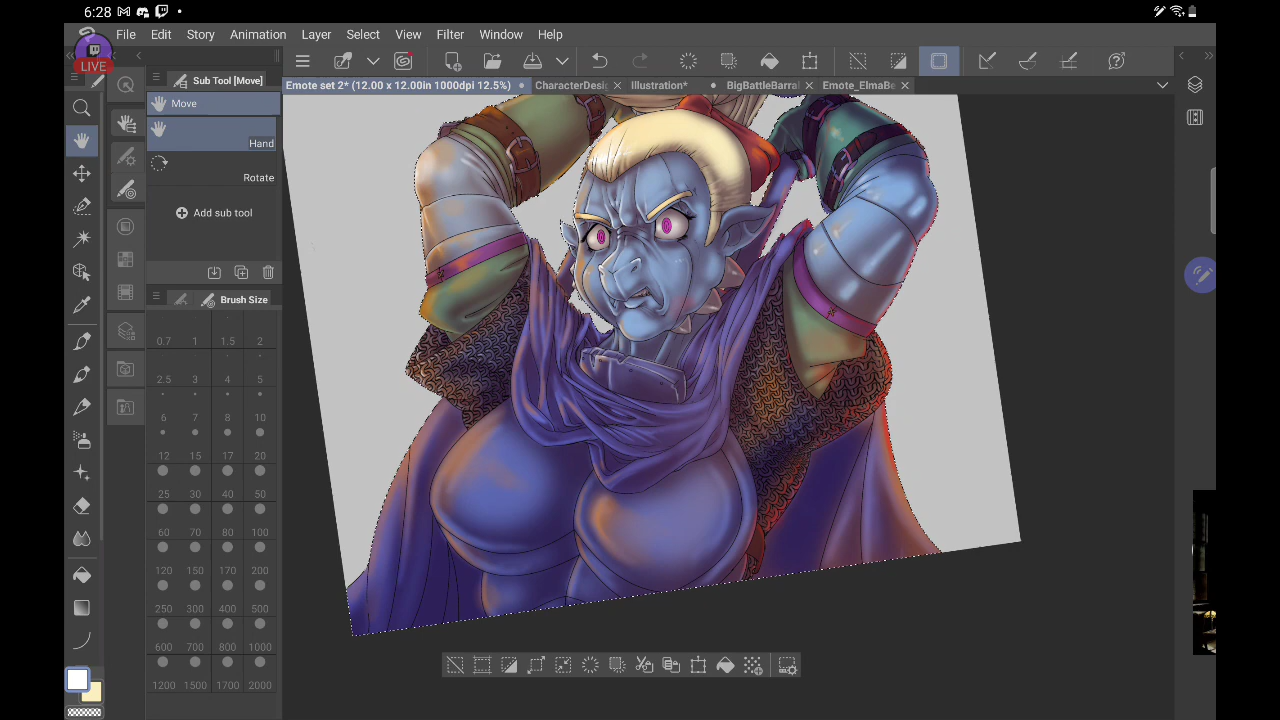 6:28
File Edit Story Animation Layer Select View Filter Window Help
LIVE
Sub Tool [Move]
Emote set 2* (12.00 x 12.00in 1000dpi 12.5%)
CharacterDesi
Illustration*
BigBattleBarral
Emote_ElmaBe
Move
Hand
Rotate
Add sub tool
Brush Size
0.7 1 1.5 2
2.5 3 4 5
6 7 8 10
12 15 17 20
25 30 40 50
60 70 80 100
120 150 170 200
250 300 400 500
600 700 800 1000
1200 1500 1700 2000